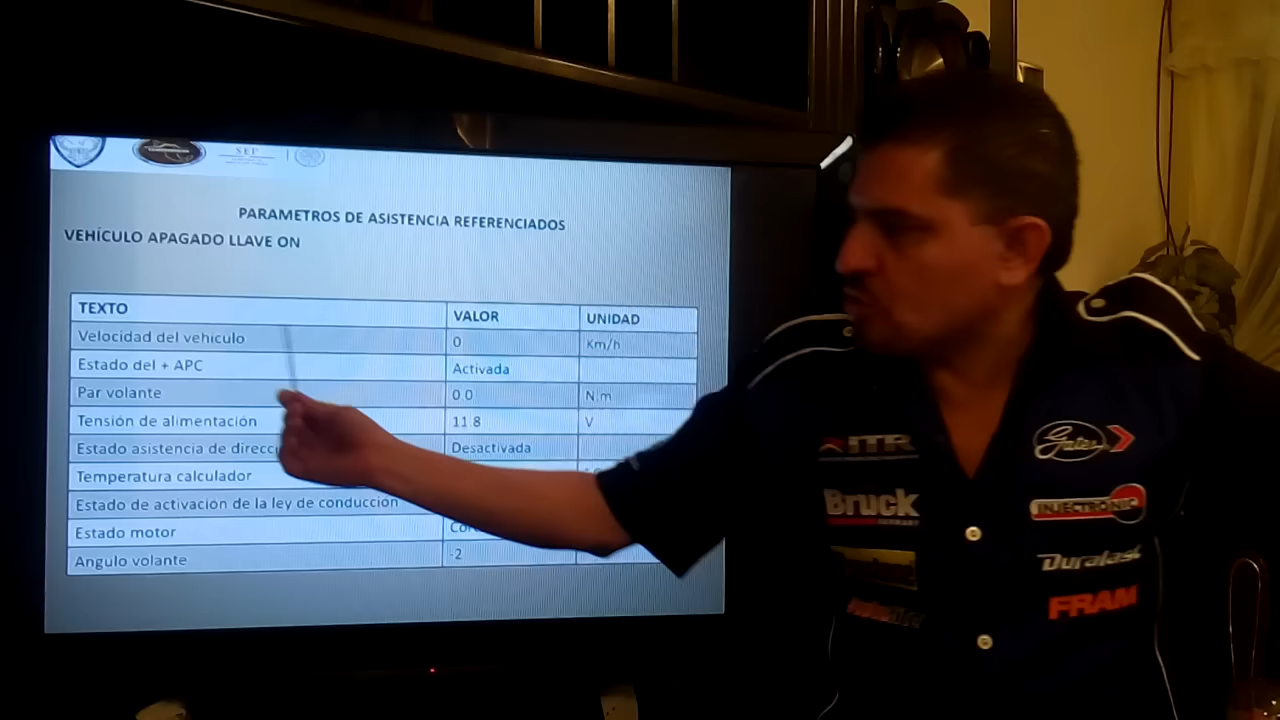 SEP
PARAMETROS DE ASISTENCIA REFERENCIADOS
VEHÍCULO APAGADO LLAVE ON
TEXTO VALOR UNIDAD
Velocidad del vehiculo 0 Km/h
Estado del + APC Activada
Par volante 0.0 N.m
Tensión de alimentación 11.8 V
Estado asistencia de Desactivada
Temperatura calculador
Estado de activacion de la ley de conducción
Estado motor
Angulo volante -2
ITR
Bruck
GERMANY
Gates
INJECTRONIC
Duralast
FRAM